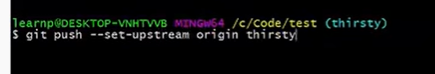 learnp@DESKTOP-VNHTVVB MINGW64 /c/Code/test (thirsty)
$ git push --set-upstream origin thirsty